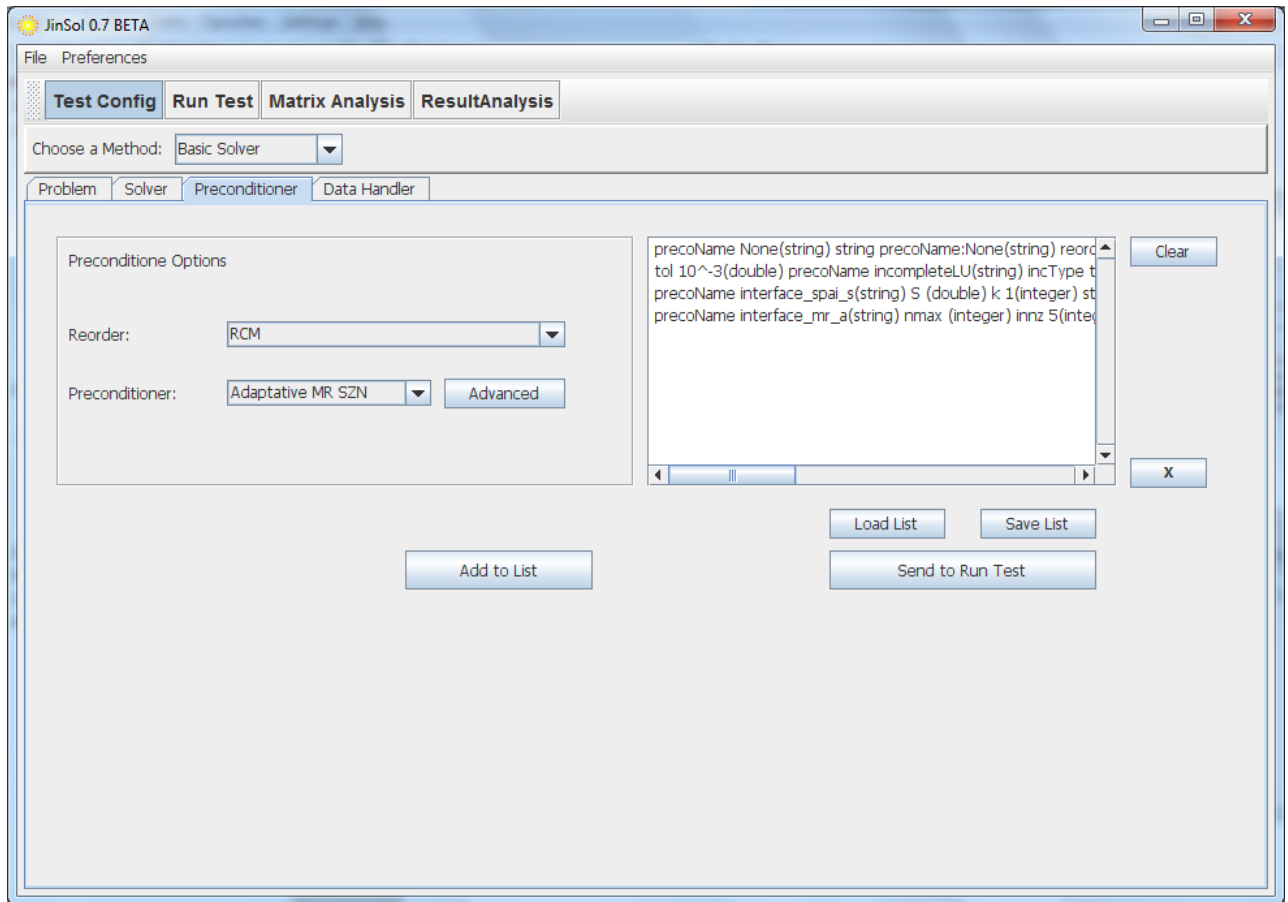 JinSol 0.7 BETA
File Preferences
Test Config Run Test Matrix Analysis ResultAnalysis
Choose a Method: Basic Solver
Problem Solver Preconditioner Data Handler
Preconditione Options
Reorder: RCM
Preconditioner: Adaptative MR SZN Advanced
precoName None(string) string precoName:None(string) reord
tol 10^-3(double) precoName incompleteLU(string) incType t
precoName interface_spai_s(string) S (double) k 1(integer) st
precoName interface_mr_a(string) nmax (integer) innz 5(integ
Clear
X
Load List Save List
Add to List Send to Run Test